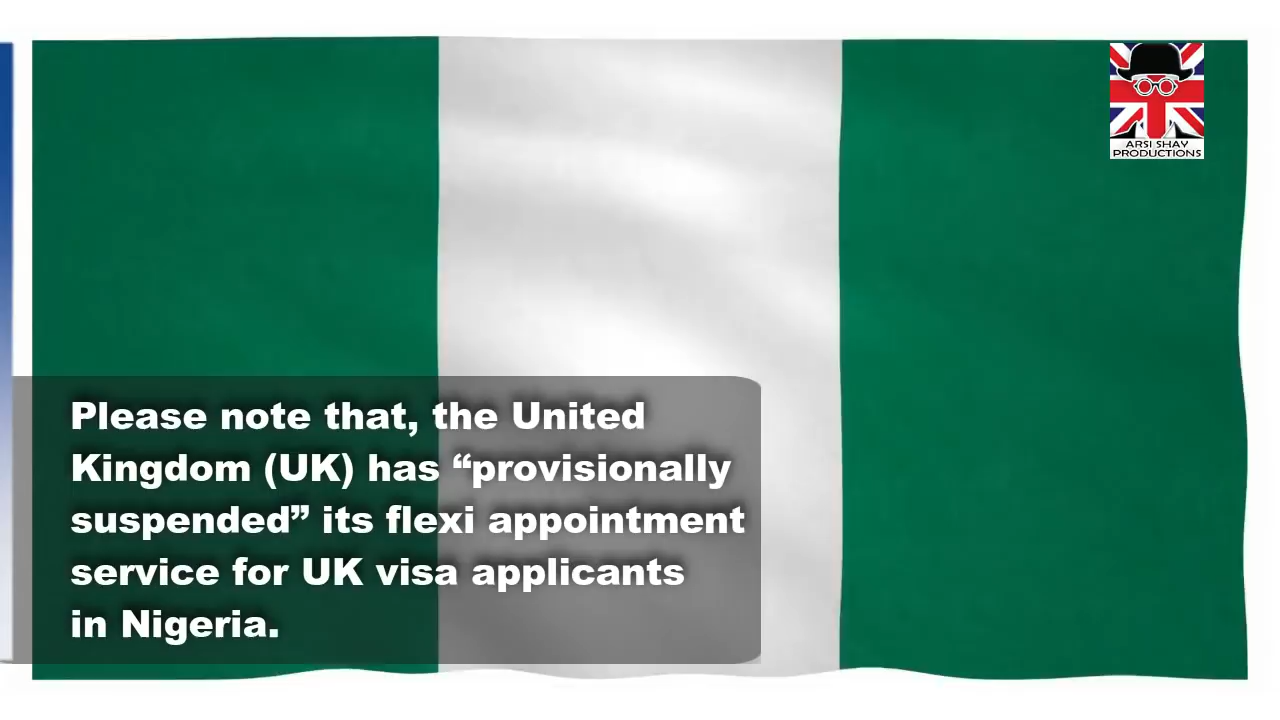 ARSI SHAY
PRODUCTIONS
Please note that, the United
Kingdom (UK) has “provisionally
suspended” its flexi appointment
service for UK visa applicants
in Nigeria.